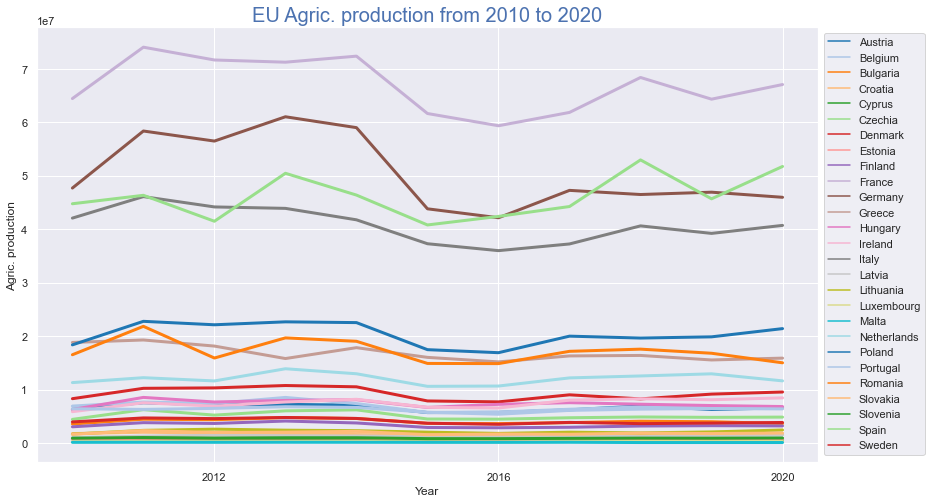 EU Agric. production from 2010 to 2020
1e7
7
6
5
4
3
2
1
0
Agric. production
2012
2016
2020
Year
Austria
Belgium
Bulgaria
Croatia
Cyprus
Czechia
Denmark
Estonia
Finland
France
Germany
Greece
Hungary
Ireland
Italy
Latvia
Lithuania
Luxembourg
Malta
Netherlands
Poland
Portugal
Romania
Slovakia
Slovenia
Spain
Sweden